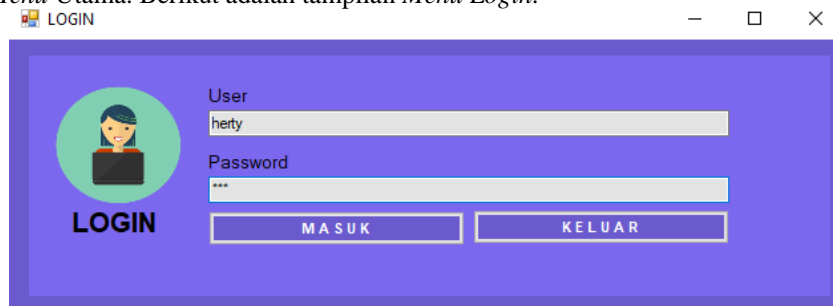 Menu Utama. Berikut adalah tampilan Menu Login.
LOGIN
User
herty
Password
***
LOGIN
MASUK
KELUAR